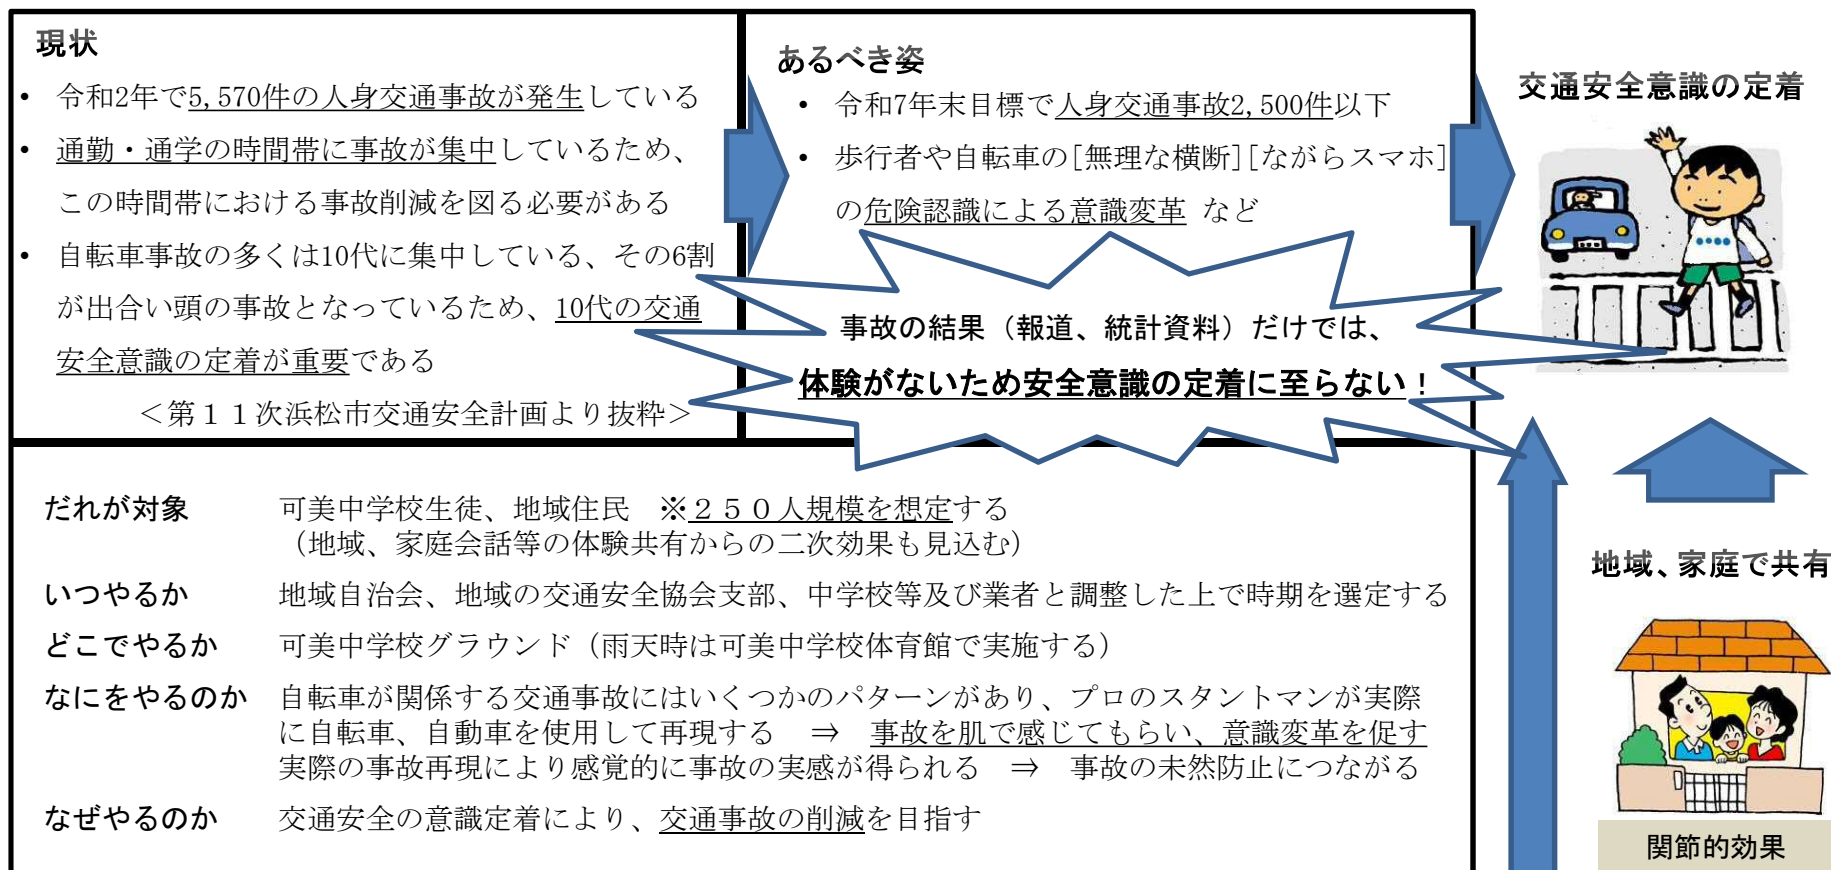 現状
• 令和2年で5,570件の人身交通事故が発生している
• 通勤・通学の時間帯に事故が集中しているため、
この時間帯における事故削減を図る必要がある
• 自転車事故の多くは10代に集中している、その6割
が出合い頭の事故となっているため、10代の交通
安全意識の定着が重要である
＜第１１次浜松市交通安全計画より抜粋＞
あるべき姿
• 令和7年末目標で人身交通事故2,500件以下
• 歩行者や自転車の[無理な横断][ながらスマホ]
の危険認識による意識変革 など
事故の結果（報道、統計資料）だけでは、
体験がないため安全意識の定着に至らない！
交通安全意識の定着
だれが対象 可美中学校生徒、地域住民 ※２５０人規模を想定する
（地域、家庭会話等の体験共有からの二次効果も見込む）
いつやるか 地域自治会、地域の交通安全協会支部、中学校等及び業者と調整した上で時期を選定する
どこでやるか 可美中学校グラウンド（雨天時は可美中学校体育館で実施する）
なにをやるのか 自転車が関係する交通事故にはいくつかのパターンがあり、プロのスタントマンが実際
に自転車、自動車を使用して再現する ⇒ 事故を肌で感じてもらい、意識変革を促す
実際の事故再現により感覚的に事故の実感が得られる ⇒ 事故の未然防止につながる
なぜやるのか 交通安全の意識定着により、交通事故の削減を目指す
地域、家庭で共有
関節的効果